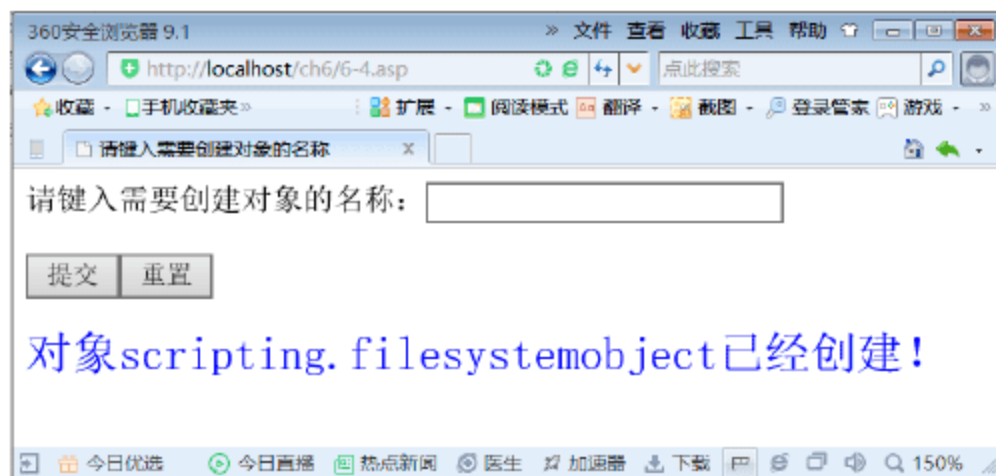 360安全浏览器 9.1 » 文件 查看 收藏 工具 帮助
http://localhost/ch6/6-4.asp 点此搜索
收藏 手机收藏夹» 扩展 阅读模式 翻译 截图 登录管家 游戏 »
请键入需要创建对象的名称 x
请键入需要创建对象的名称：
提交 重置
对象scripting.filesystemobject已经创建！
今日优选 今日直播 热点新闻 医生 加速器 下载 150%